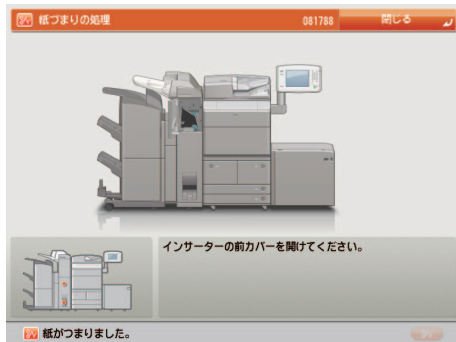 紙づまりの処理 081788 閉じる
インサーターの前カバーを開けてください。
紙がつまりました。